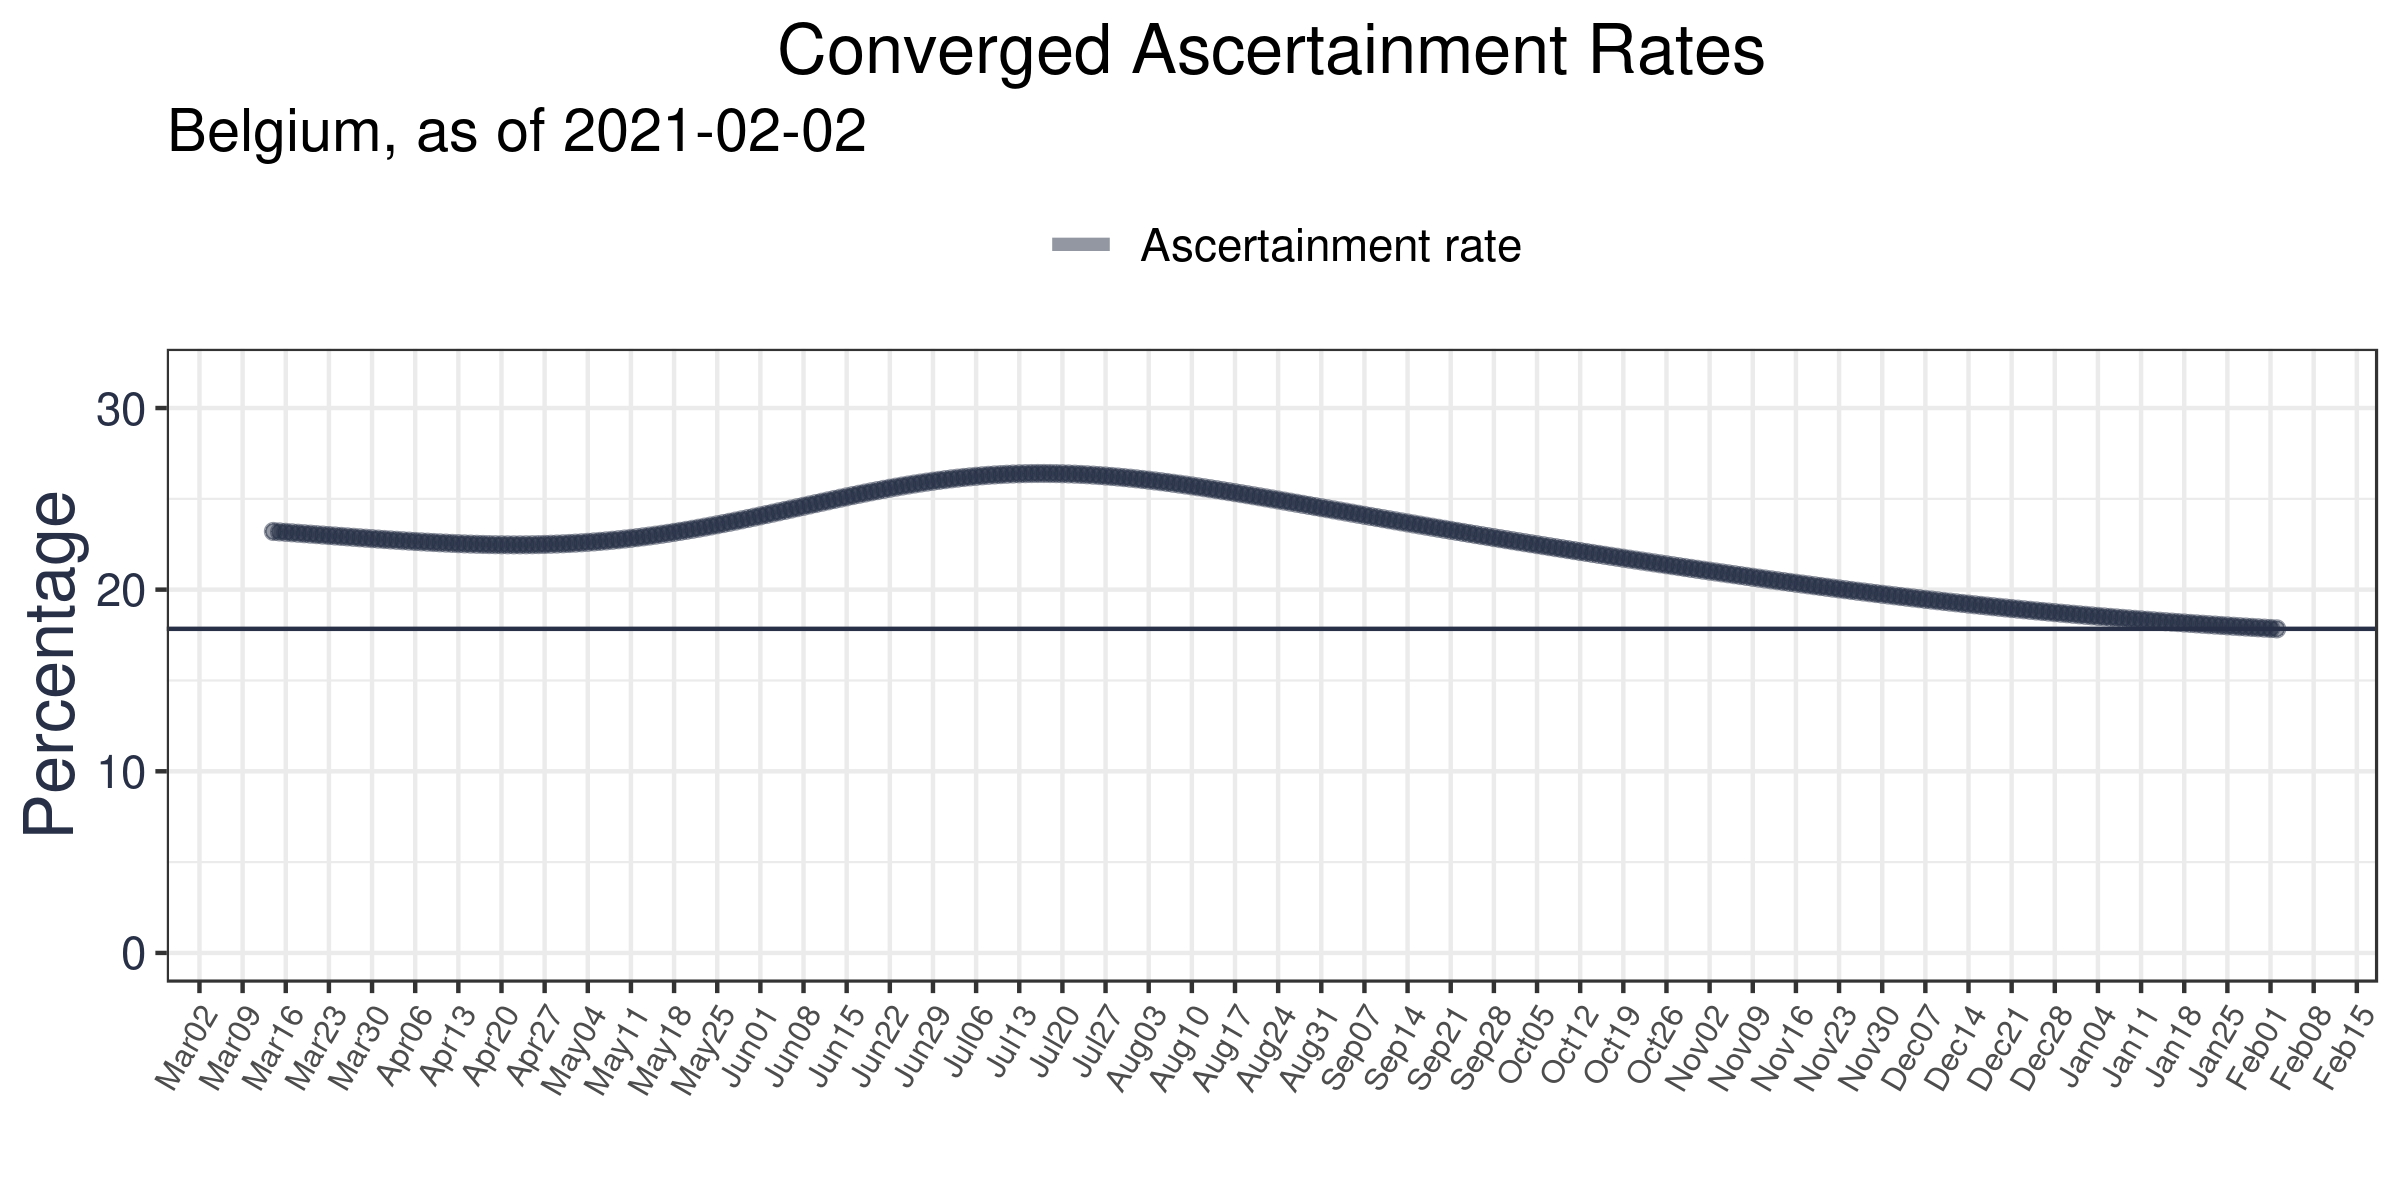 Converged Ascertainment Rates
Belgium, as of 2021-02-02
Ascertainment rate
Percentage
30
20
10
0
Mar02
Mar09
Mar16
Mar23
Mar30
Apr06
Apr13
Apr20
Apr27
May04
May11
May18
May25
Jun01
Jun08
Jun15
Jun22
Jun29
Jul06
Jul13
Jul20
Jul27
Aug03
Aug10
Aug17
Aug24
Aug31
Sep07
Sep14
Sep21
Sep28
Oct05
Oct12
Oct19
Oct26
Nov02
Nov09
Nov16
Nov23
Nov30
Dec07
Dec14
Dec21
Dec28
Jan04
Jan11
Jan18
Jan25
Feb01
Feb08
Feb15